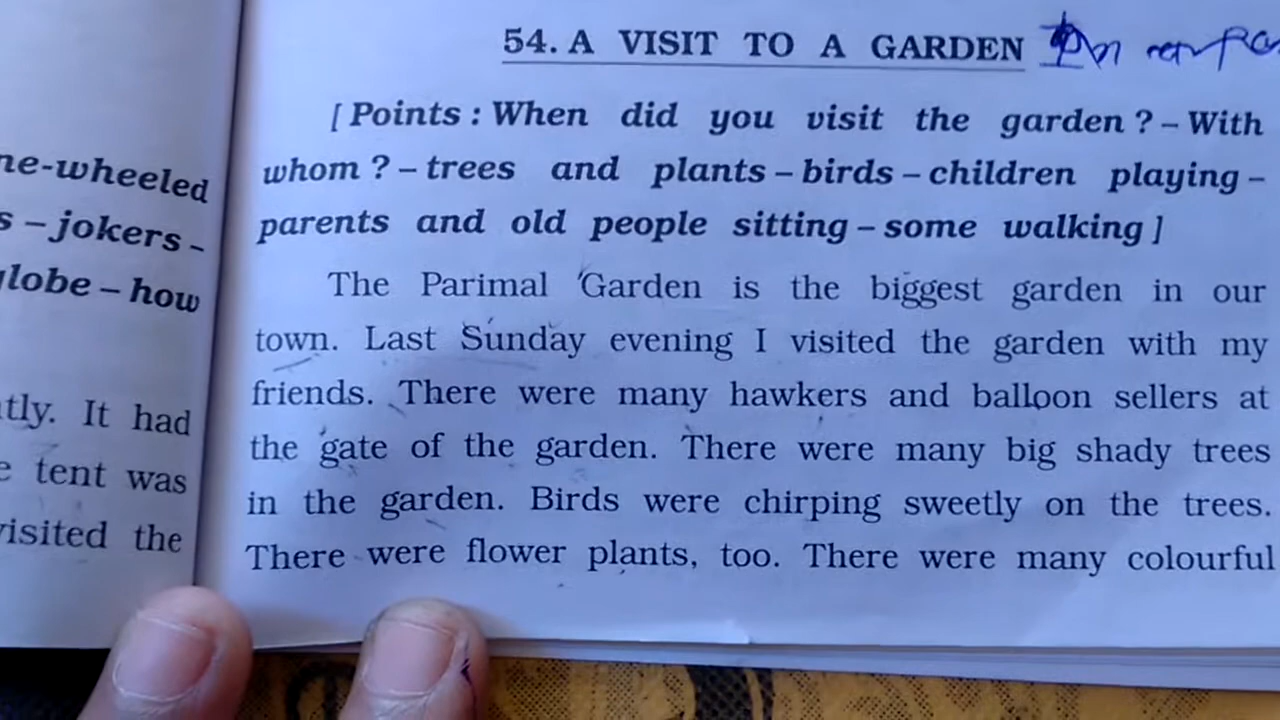 ne-wheeled
s – jokers –
globe – how
tly. It had
e tent was
visited the
54. A VISIT TO A GARDEN
[ Points : When did you visit the garden ? – With
whom ? – trees and plants – birds – children playing –
parents and old people sitting – some walking ]
The Parimal Garden is the biggest garden in our
town. Last Sunday evening I visited the garden with my
friends. There were many hawkers and balloon sellers at
the gate of the garden. There were many big shady trees
in the garden. Birds were chirping sweetly on the trees.
There were flower plants, too. There were many colourful